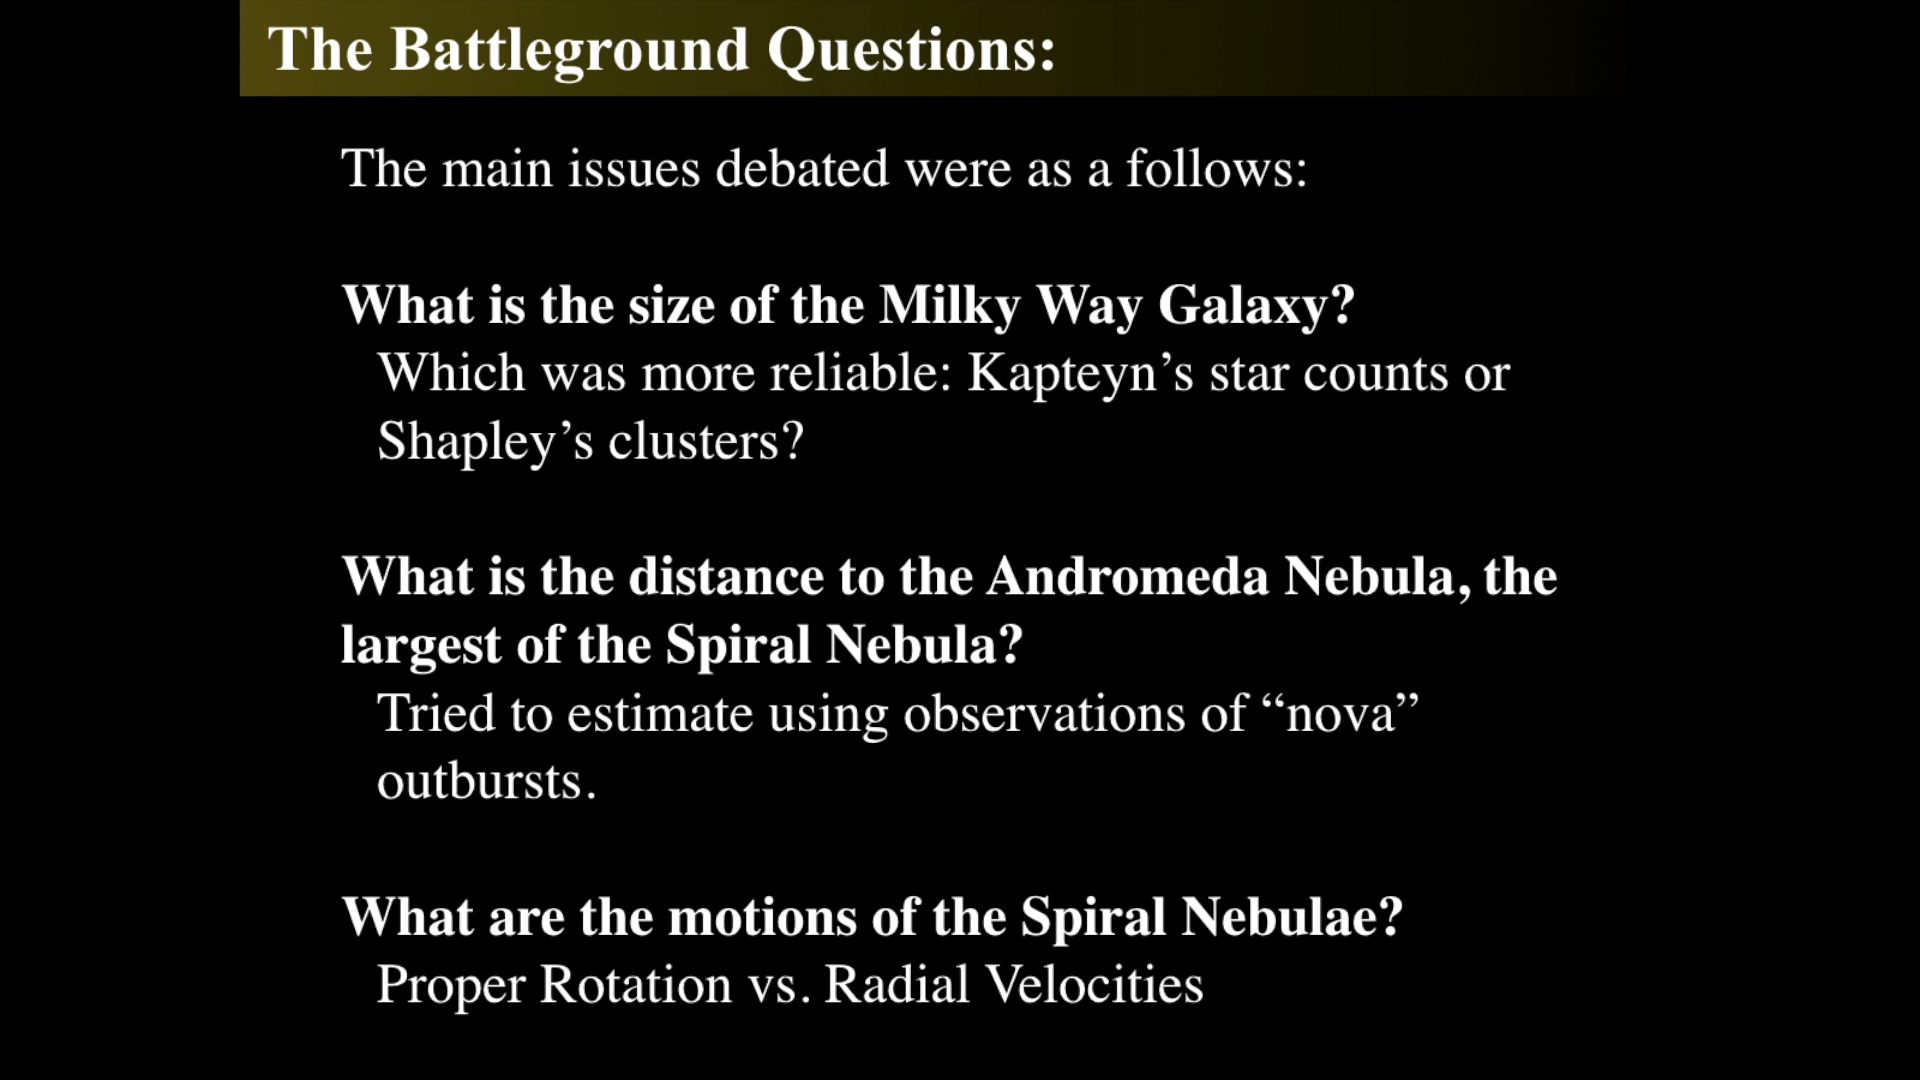 The Battleground Questions:
The main issues debated were as a follows:
What is the size of the Milky Way Galaxy?
Which was more reliable: Kapteyn’s star counts or
Shapley’s clusters?
What is the distance to the Andromeda Nebula, the
largest of the Spiral Nebula?
Tried to estimate using observations of “nova”
outbursts.
What are the motions of the Spiral Nebulae?
Proper Rotation vs. Radial Velocities